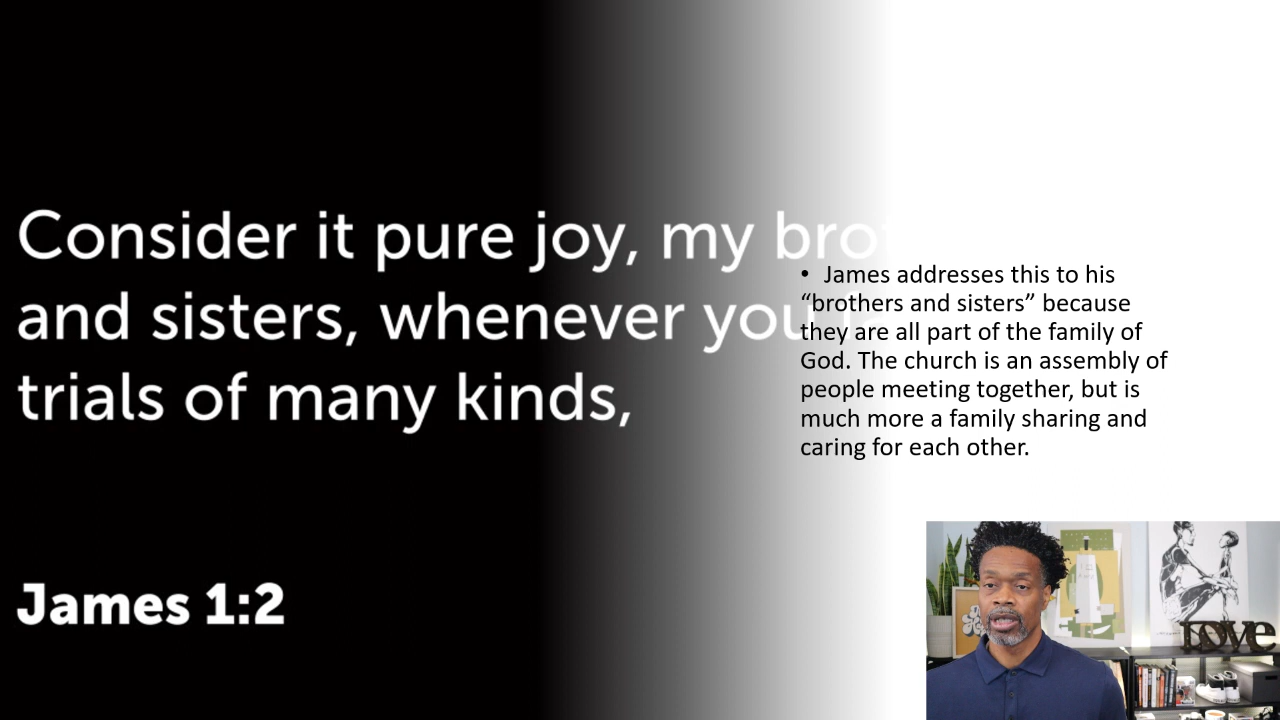 Consider it pure joy, my bro
and sisters, whenever you
trials of many kinds,
James 1:2
• James addresses this to his
“brothers and sisters” because
they are all part of the family of
God. The church is an assembly of
people meeting together, but is
much more a family sharing and
caring for each other.
love